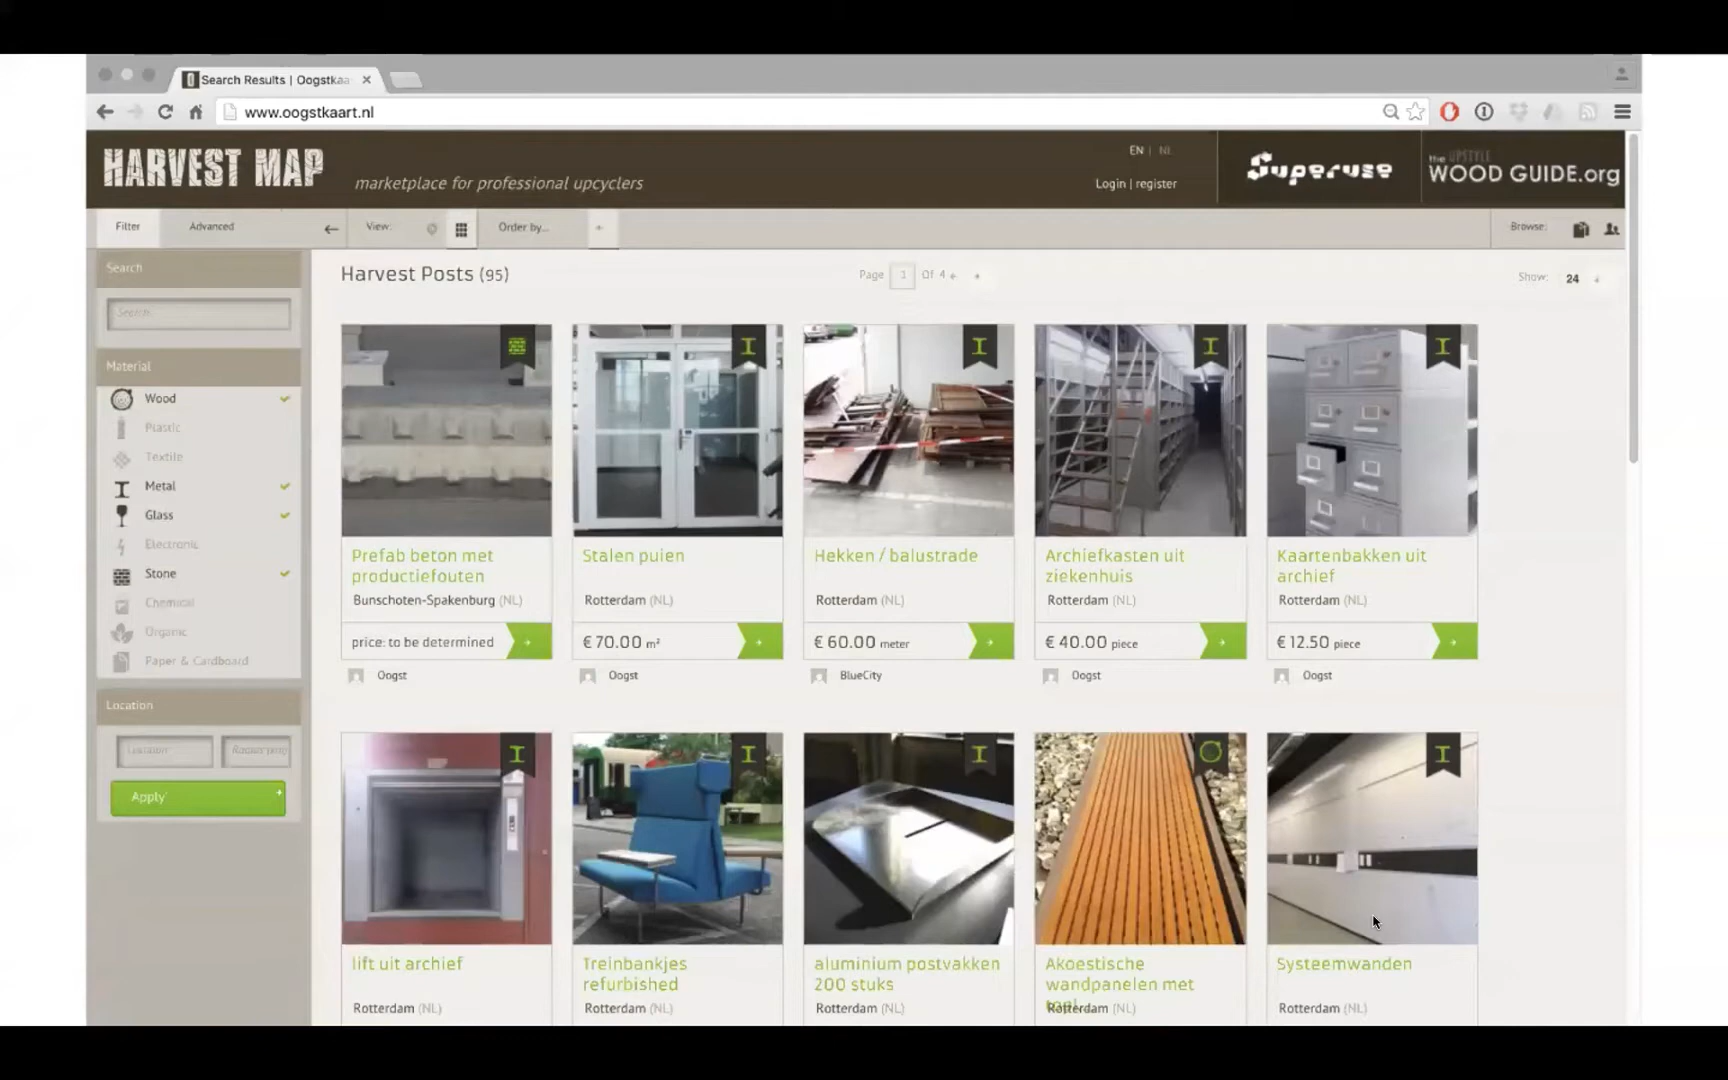 Search Results | Oogstkaa
www.oogstkaart.nl
HARVEST MAP
marketplace for professional upcyclers
EN | NL
Login | register
Superuse
the UPSTYLE
WOOD GUIDE.org
Filter
Advanced
View:
Order by...
Browse:
Search
Search...
Harvest Posts (95)
Page 1 Of 4
Show: 24
Material
Wood
Plastic
Textile
Metal
Glass
Electronic
Stone
Chemical
Organic
Paper & Cardboard
Location
Location
Apply
Prefab beton met
productiefouten
Bunschoten-Spakenburg (NL)
price: to be determined
Oogst
Stalen puien
Rotterdam (NL)
€ 70.00 m²
Oogst
Hekken / balustrade
Rotterdam (NL)
€ 60.00 meter
BlueCity
Archiefkasten uit
ziekenhuis
Rotterdam (NL)
€ 40.00 piece
Oogst
Kaartenbakken uit
archief
Rotterdam (NL)
€ 12.50 piece
Oogst
lift uit archief
Rotterdam (NL)
Treinbankjes
refurbished
Rotterdam (NL)
aluminium postvakken
200 stuks
Rotterdam (NL)
Akoestische
wandpanelen met
Rotterdam (NL)
Systeemwanden
Rotterdam (NL)